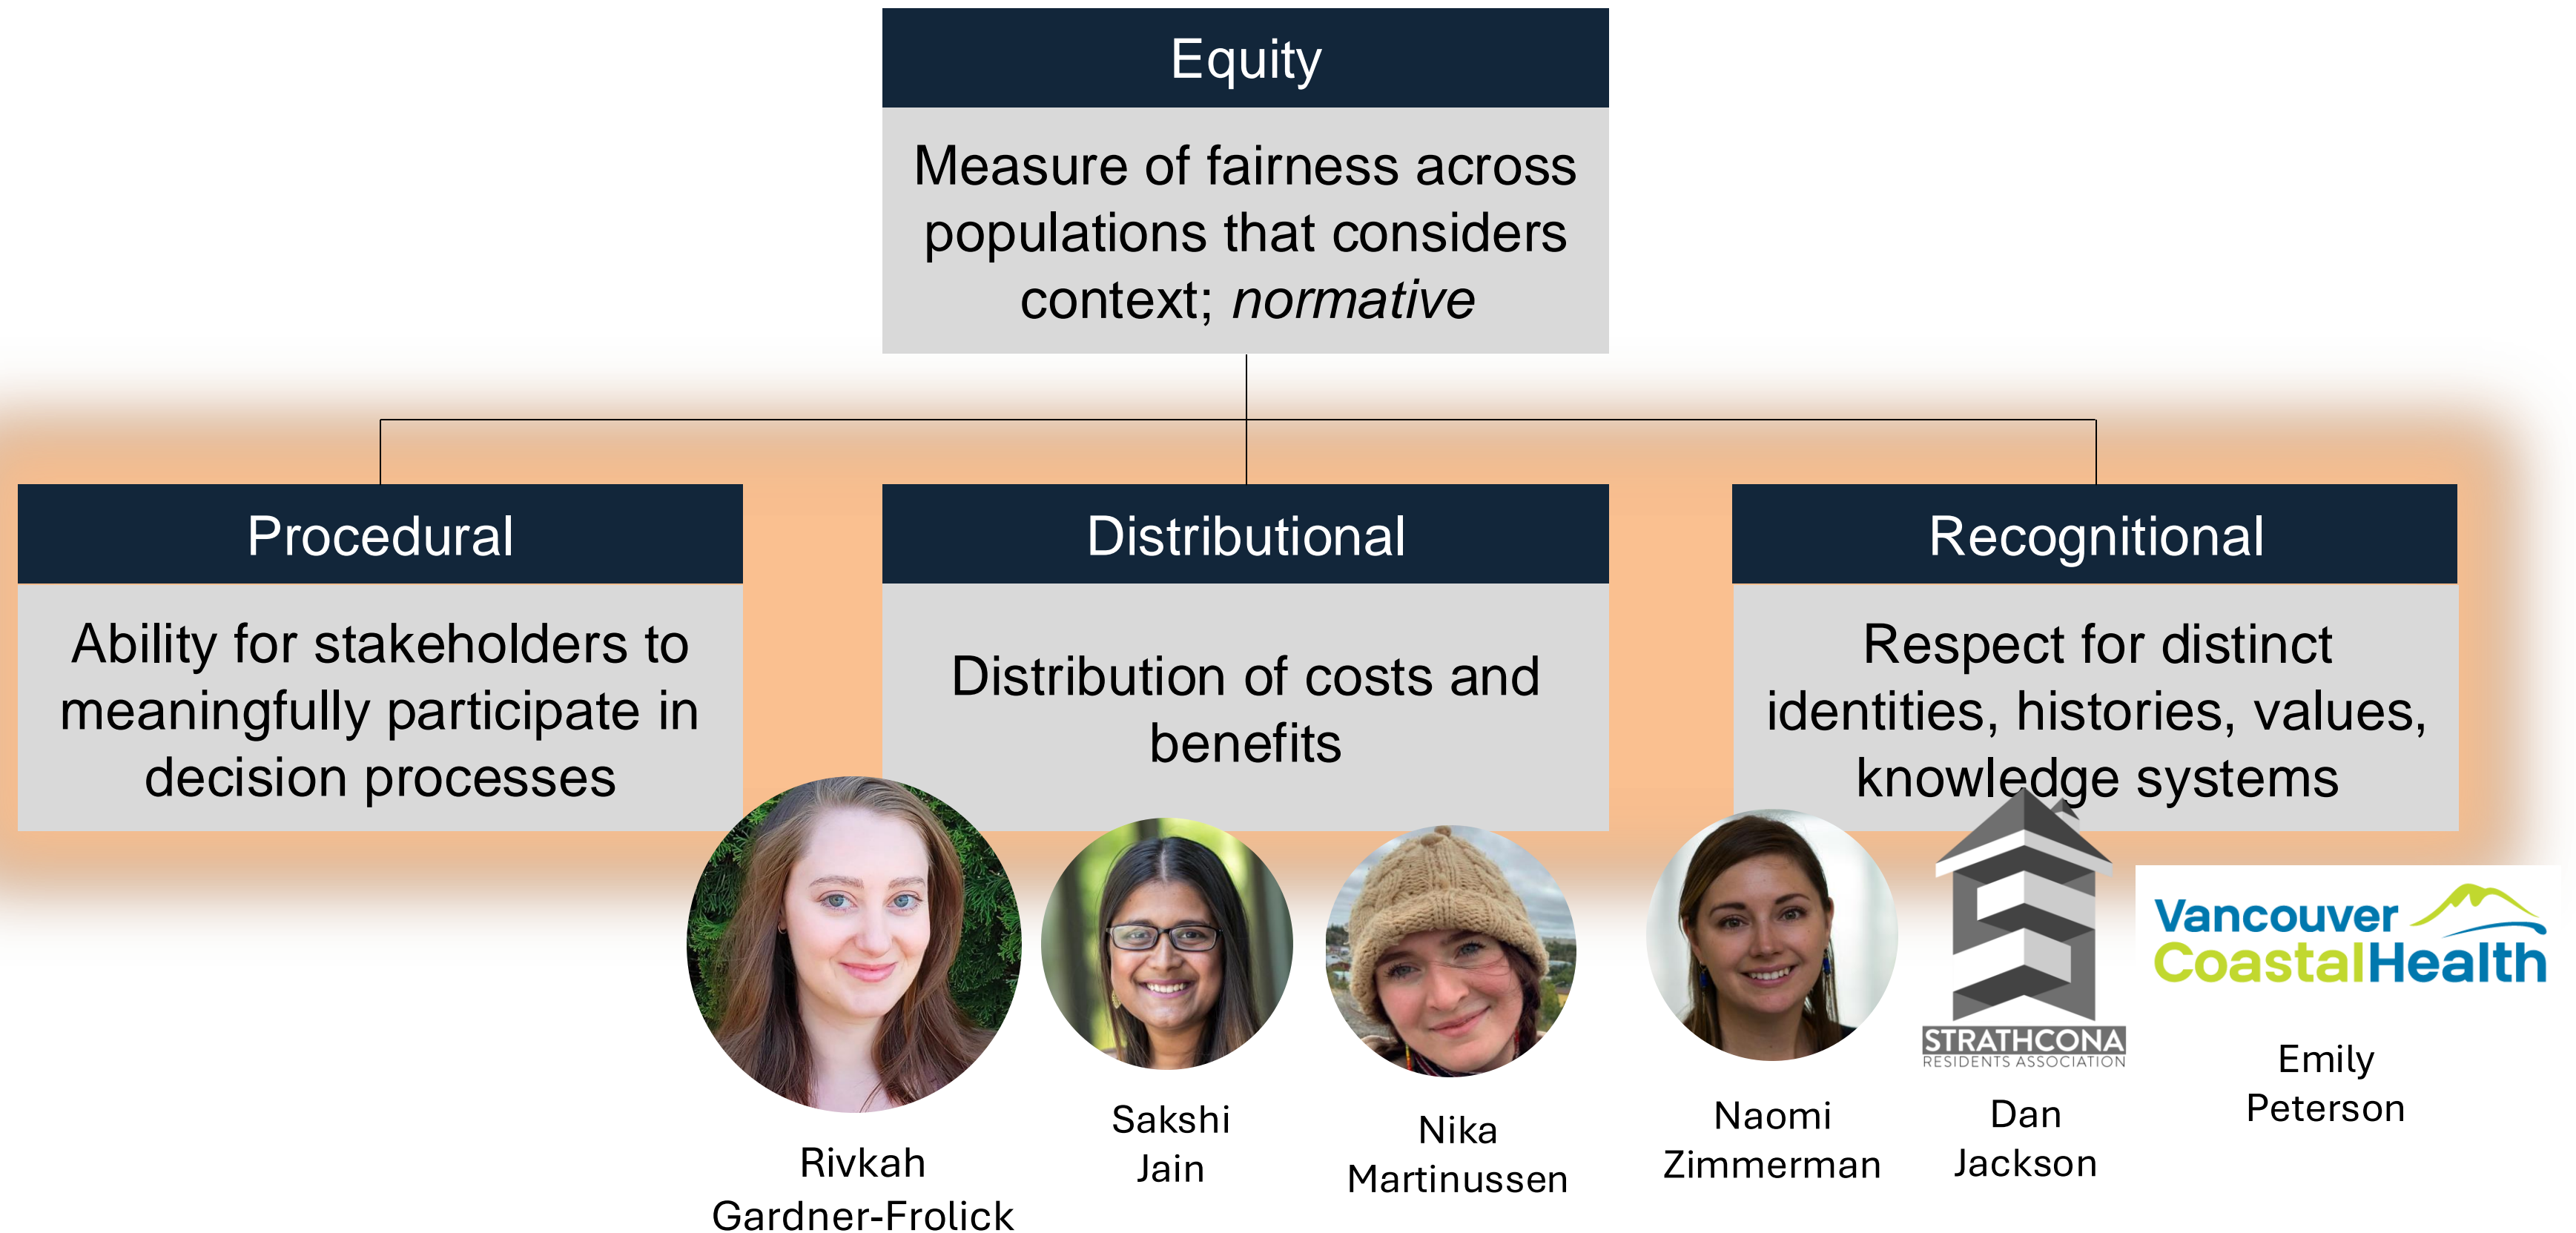 Equity
Measure of fairness across
populations that considers
context; normative
Procedural
Ability for stakeholders to
meaningfully participate in
decision processes
Distributional
Distribution of costs and
benefits
Recognitional
Respect for distinct
identities, histories, values,
knowledge systems
Rivkah
Gardner-Frolick
Sakshi
Jain
Nika
Martinussen
Naomi
Zimmerman
STRATHCONA
RESIDENTS ASSOCIATION
Dan
Jackson
Vancouver
CoastalHealth
Emily
Peterson